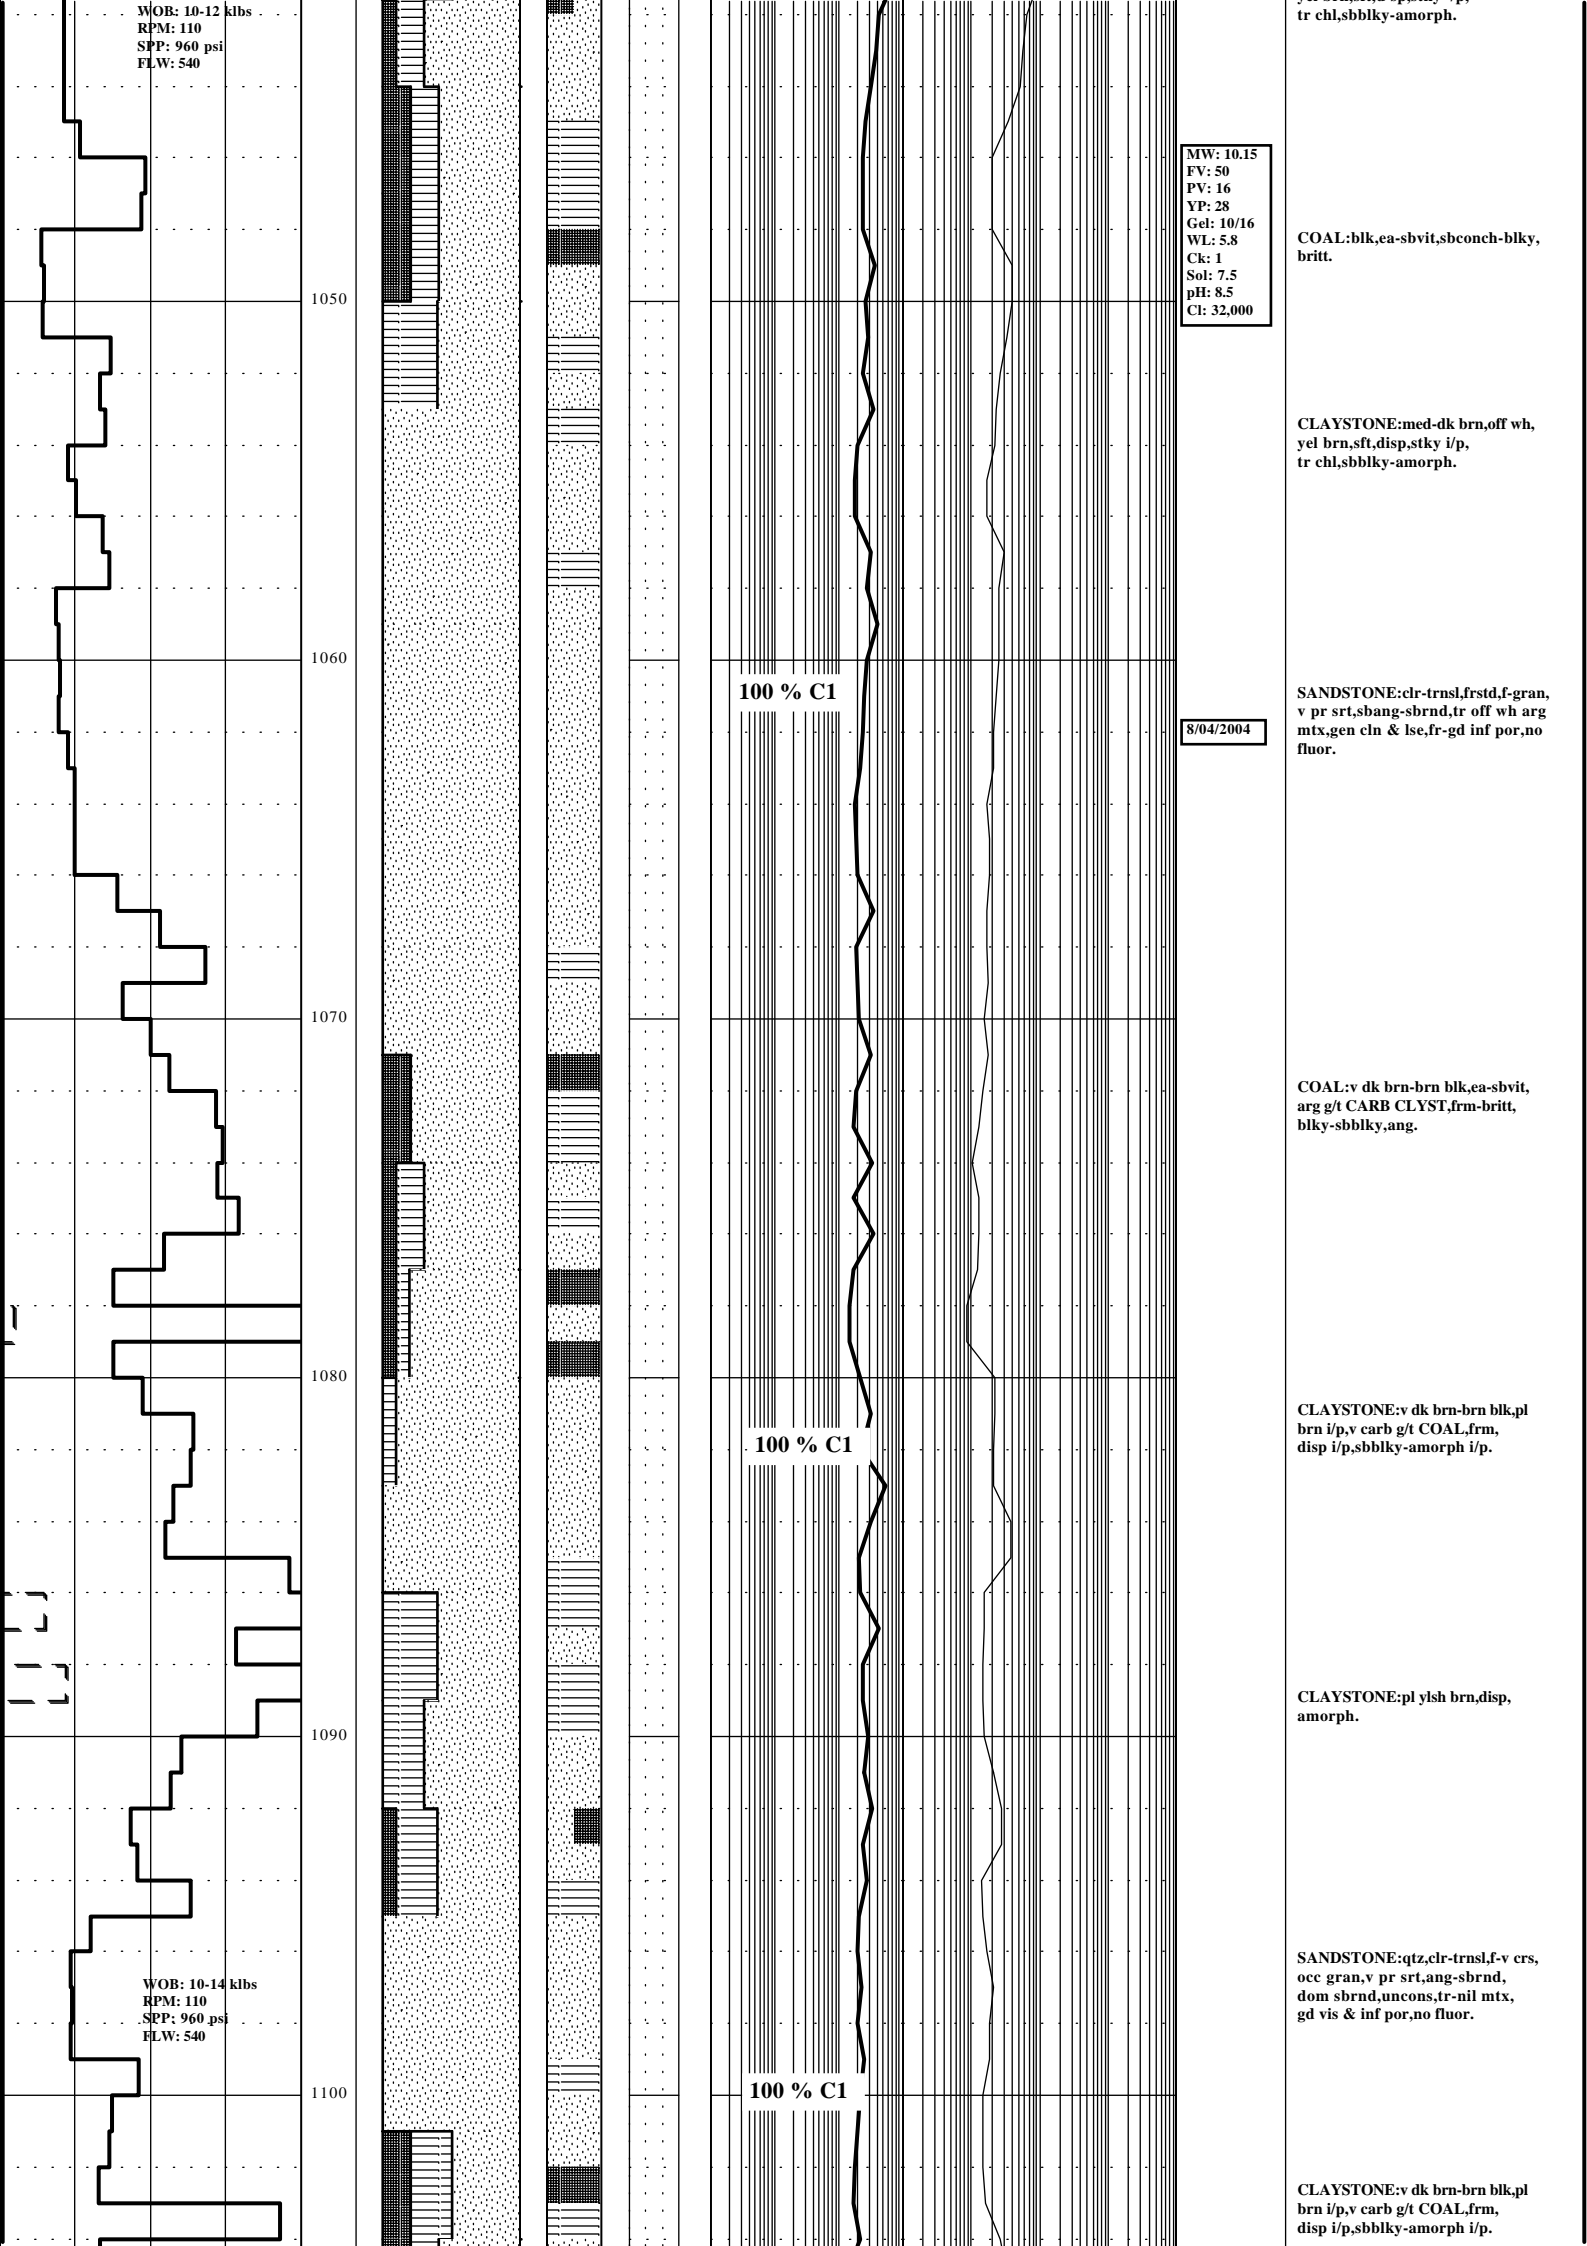 WOB: 10-12 klbs
RPM: 110
SPP: 960 psi
FLW: 540
tr chl,sbblky-amorph.
MW: 10.15
FV: 50
PV: 16
YP: 28
Gel: 10/16
WL: 5.8
Ck: 1
Sol: 7.5
pH: 8.5
Cl: 32,000
COAL:blk,ea-sbvit,sbconch-blky,
britt.
1050
CLAYSTONE:med-dk brn,off wh,
yel brn,sft,disp,stky i/p,
tr chl,sbblky-amorph.
1060
100 % C1
SANDSTONE:clr-trnsl,frstd,f-gran,
v pr srt,sbang-sbrnd,tr off wh arg
mtx,gen cln & lse,fr-gd inf por,no
fluor.
8/04/2004
1070
COAL:v dk brn-brn blk,ea-sbvit,
arg g/t CARB CLYST,frm-britt,
blky-sbblky,ang.
1080
CLAYSTONE:v dk brn-brn blk,pl
brn i/p,v carb g/t COAL,frm,
disp i/p,sbblky-amorph i/p.
100 % C1
CLAYSTONE:pl ylsh brn,disp,
amorph.
1090
SANDSTONE:qtz,clr-trnsl,f-v crs,
occ gran,v pr srt,ang-sbrnd,
dom sbrnd,uncons,tr-nil mtx,
gd vis & inf por,no fluor.
WOB: 10-14 klbs
RPM: 110
SPP: 960 psi
FLW: 540
1100
100 % C1
CLAYSTONE:v dk brn-brn blk,pl
brn i/p,v carb g/t COAL,frm,
disp i/p,sbblky-amorph i/p.